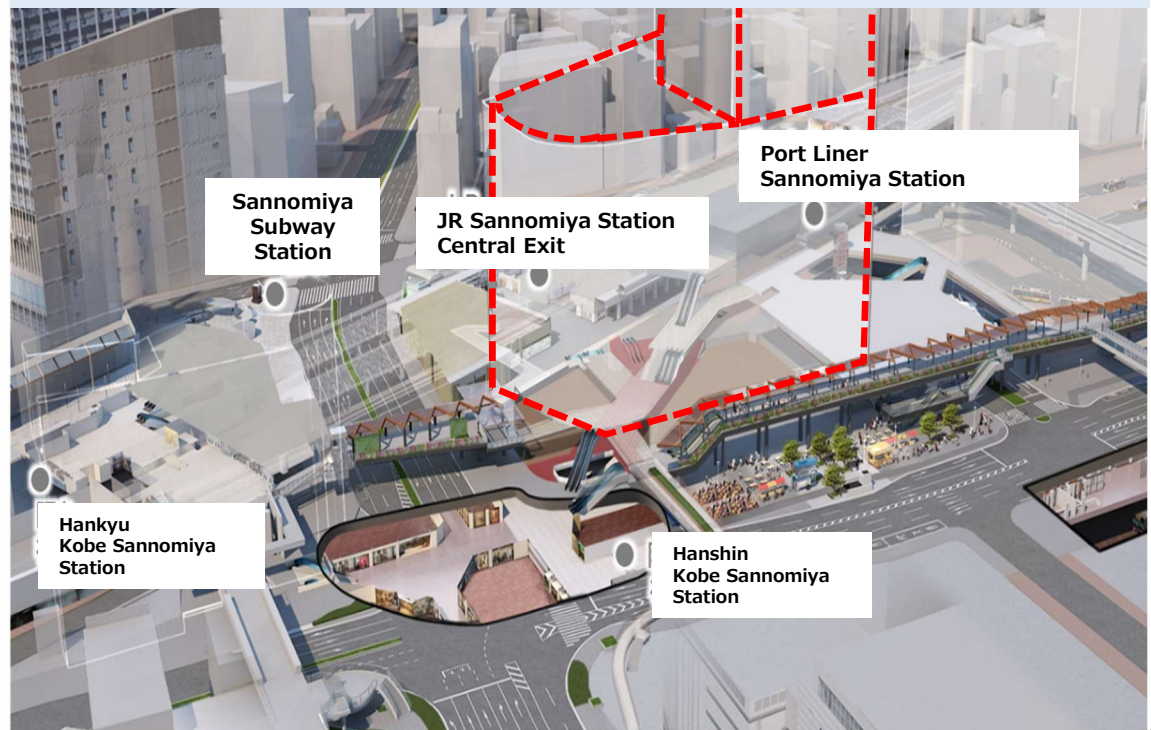 Port Liner
Sannomiya Station
Sannomiya
Subway
Station
JR Sannomiya Station
Central Exit
Hankyu
Kobe Sannomiya
Station
Hanshin
Kobe Sannomiya
Station